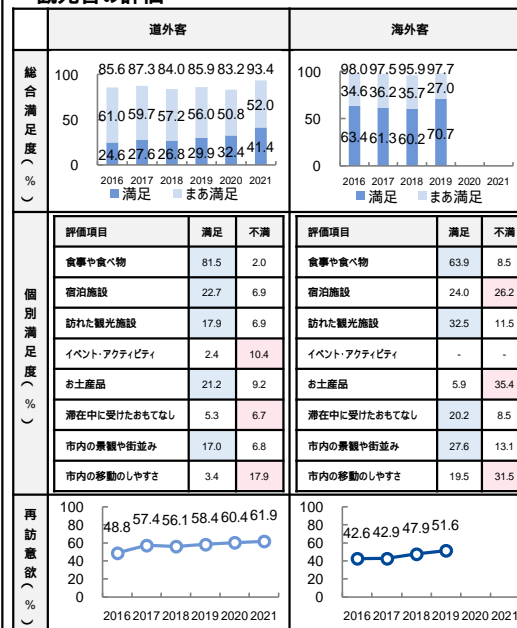 道外客 海外客
総合満足度(%)
100
50
0
85.6 87.3 84.0 85.9 83.2 93.4
61.0 59.7 57.2 56.0 50.8 52.0
24.6 27.6 26.8 29.9 32.4 41.4
2016 2017 2018 2019 2020 2021
満足 まあ満足
100
50
0
98.0 97.5 95.9 97.7
34.6 36.2 35.7 27.0
63.4 61.3 60.2 70.7
2016 2017 2018 2019 2020 2021
満足 まあ満足
個別満足度(%)
評価項目 満足 不満
食事や食べ物 81.5 2.0
宿泊施設 22.7 6.9
訪れた観光施設 17.9 6.9
イベント・アクティビティ 2.4 10.4
お土産品 21.2 9.2
滞在中に受けたおもてなし 5.3 6.7
市内の景観や街並み 17.0 6.8
市内の移動のしやすさ 3.4 17.9
評価項目 満足 不満
食事や食べ物 63.9 8.5
宿泊施設 24.0 26.2
訪れた観光施設 32.5 11.5
イベント・アクティビティ - -
お土産品 5.9 35.4
滞在中に受けたおもてなし 20.2 8.5
市内の景観や街並み 27.6 13.1
市内の移動のしやすさ 19.5 31.5
再訪意欲(%)
100
80
60
40
20
0
48.8 57.4 56.1 58.4 60.4 61.9
2016 2017 2018 2019 2020 2021
100
80
60
40
20
0
42.6 42.9 47.9 51.6
2016 2017 2018 2019 2020 2021